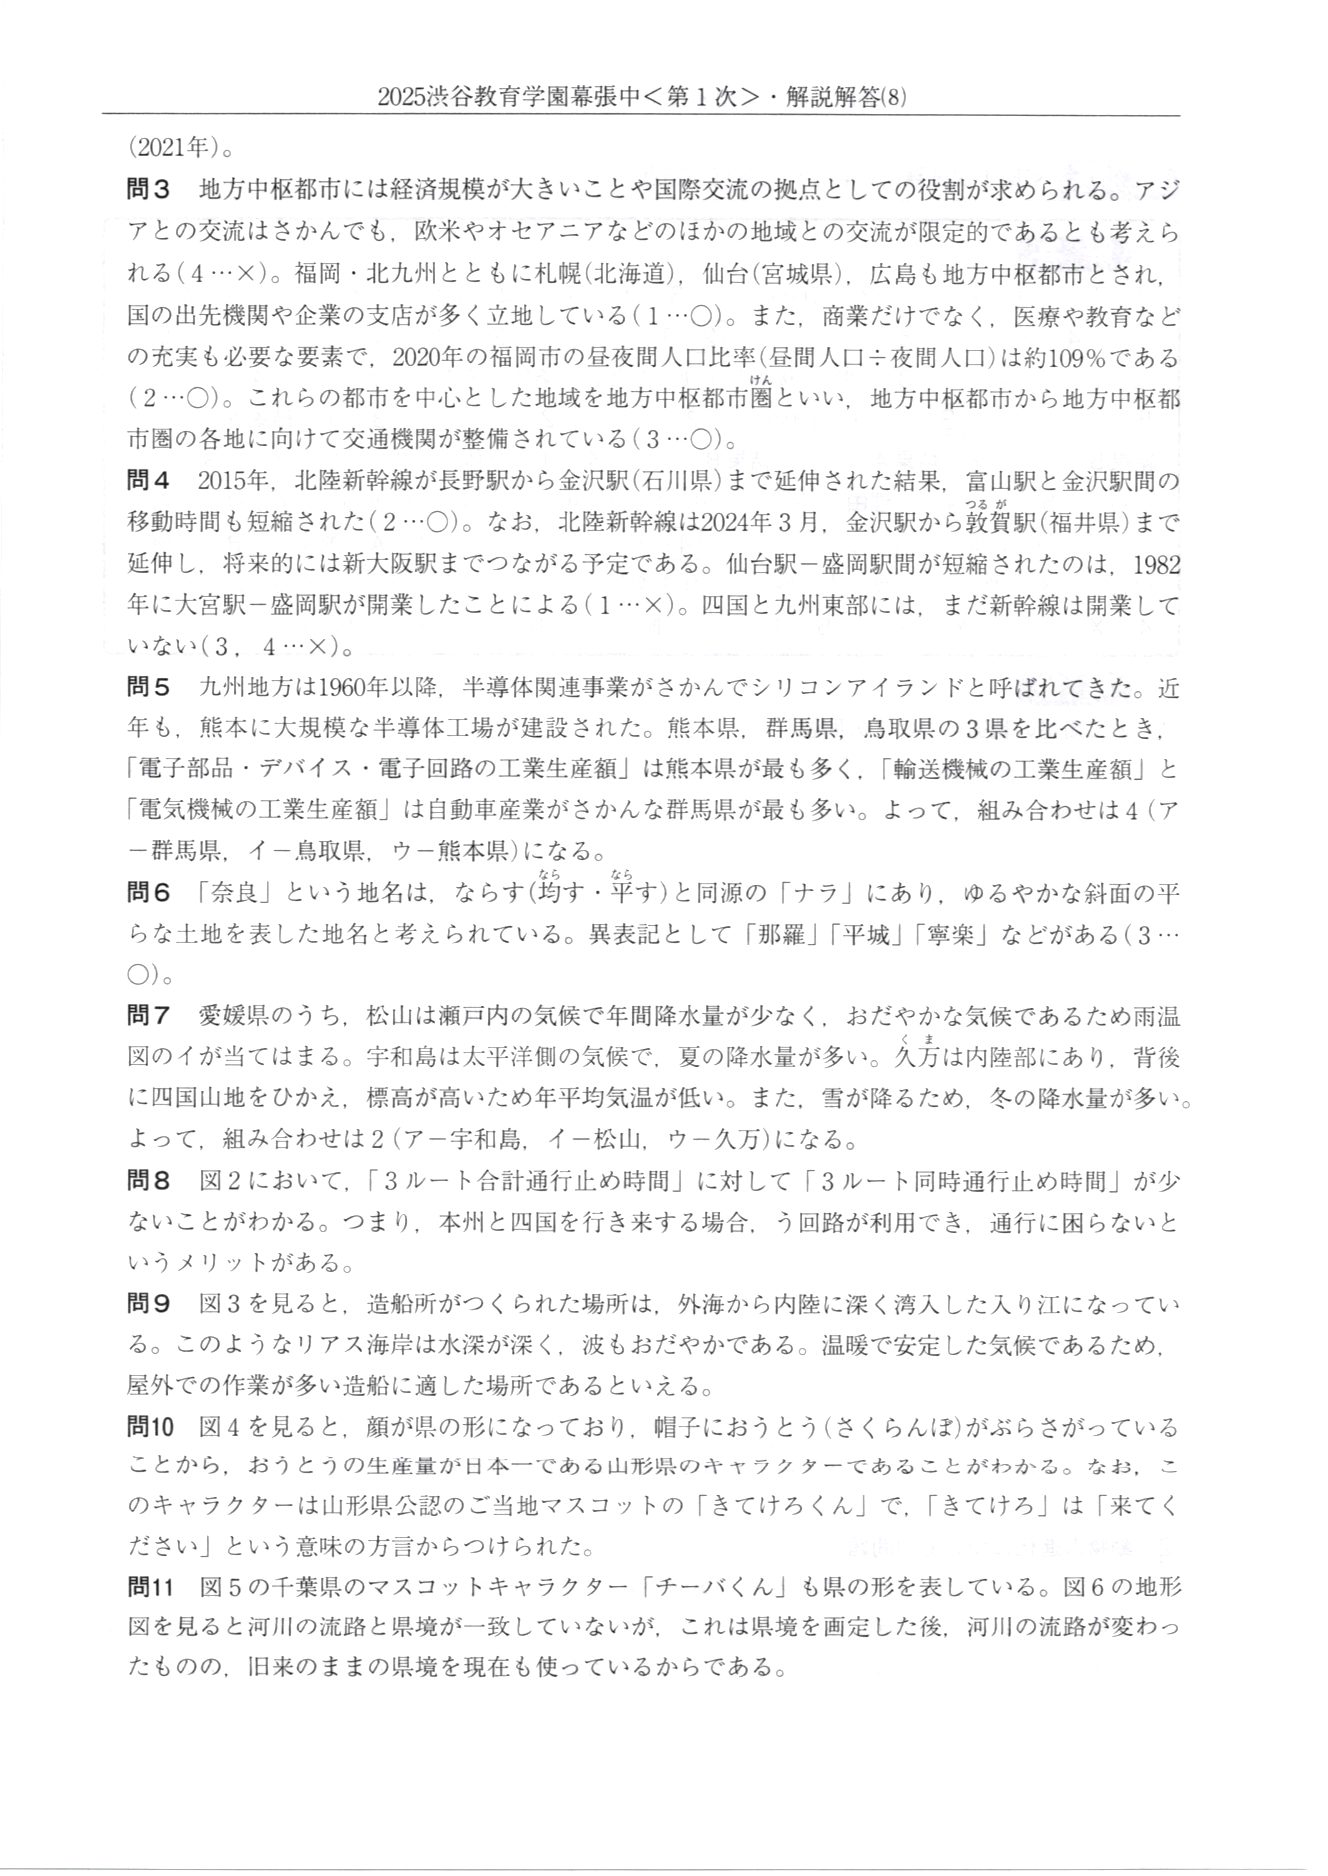 2025渋谷教育学園幕張中＜第１次＞・解説解答(8)
(2021年)。
問３　地方中枢都市には経済規模が大きいことや国際交流の拠点としての役割が求められる。アジ
アとの交流はさかんでも，欧米やオセアニアなどのほかの地域との交流が限定的であるとも考えら
れる(４…×)。福岡・北九州とともに札幌(北海道)，仙台(宮城県)，広島も地方中枢都市とされ，
国の出先機関や企業の支店が多く立地している(１…○)。また，商業だけでなく，医療や教育など
の充実も必要な要素で，2020年の福岡市の昼夜間人口比率(昼間人口÷夜間人口)は約109％である
けん
(２…○)。これらの都市を中心とした地域を地方中枢都市圏といい，地方中枢都市から地方中枢都
市圏の各地に向けて交通機関が整備されている(３…○)。
問４　2015年，北陸新幹線が長野駅から金沢駅(石川県)まで延伸された結果，富山駅と金沢駅間の
つる が
移動時間も短縮された(２…○)。なお，北陸新幹線は2024年３月，金沢駅から敦賀駅(福井県)まで
延伸し，将来的には新大阪駅までつながる予定である。仙台駅－盛岡駅間が短縮されたのは，1982
年に大宮駅－盛岡駅が開業したことによる(１…×)。四国と九州東部には，まだ新幹線は開業して
いない(３，４…×)。
問５　九州地方は1960年以降，半導体関連事業がさかんでシリコンアイランドと呼ばれてきた。近
年も，熊本に大規模な半導体工場が建設された。熊本県，群馬県，鳥取県の３県を比べたとき，
「電子部品・デバイス・電子回路の工業生産額」は熊本県が最も多く，「輸送機械の工業生産額」と
「電気機械の工業生産額」は自動車産業がさかんな群馬県が最も多い。よって，組み合わせは４(ア
－群馬県，イ－鳥取県，ウ－熊本県)になる。
なら なら
問６　「奈良」という地名は，ならす(均す・平す)と同源の「ナラ」にあり，ゆるやかな斜面の平
らな土地を表した地名と考えられている。異表記として「那羅」「平城」「寧楽」などがある(３…
○)。
問７　愛媛県のうち，松山は瀬戸内の気候で年間降水量が少なく，おだやかな気候であるため雨温
く ま
図のイが当てはまる。宇和島は太平洋側の気候で，夏の降水量が多い。久万は内陸部にあり，背後
に四国山地をひかえ，標高が高いため年平均気温が低い。また，雪が降るため，冬の降水量が多い。
よって，組み合わせは２(ア－宇和島，イ－松山，ウ－久万)になる。
問８　図２において，「３ルート合計通行止め時間」に対して「３ルート同時通行止め時間」が少
ないことがわかる。つまり，本州と四国を行き来する場合，う回路が利用でき，通行に困らないと
いうメリットがある。
問９　図３を見ると，造船所がつくられた場所は，外海から内陸に深く湾入した入り江になってい
る。このようなリアス海岸は水深が深く，波もおだやかである。温暖で安定した気候であるため，
屋外での作業が多い造船に適した場所であるといえる。
問10　図４を見ると，顔が県の形になっており，帽子におうとう(さくらんぼ)がぶらさがっている
ことから，おうとうの生産量が日本一である山形県のキャラクターであることがわかる。なお，こ
のキャラクターは山形県公認のご当地マスコットの「きてけろくん」で，「きてけろ」は「来てく
ださい」という意味の方言からつけられた。
問11　図５の千葉県のマスコットキャラクター「チーバくん」も県の形を表している。図６の地形
図を見ると河川の流路と県境が一致していないが，これは県境を画定した後，河川の流路が変わっ
たものの，旧来のままの県境を現在も使っているからである。